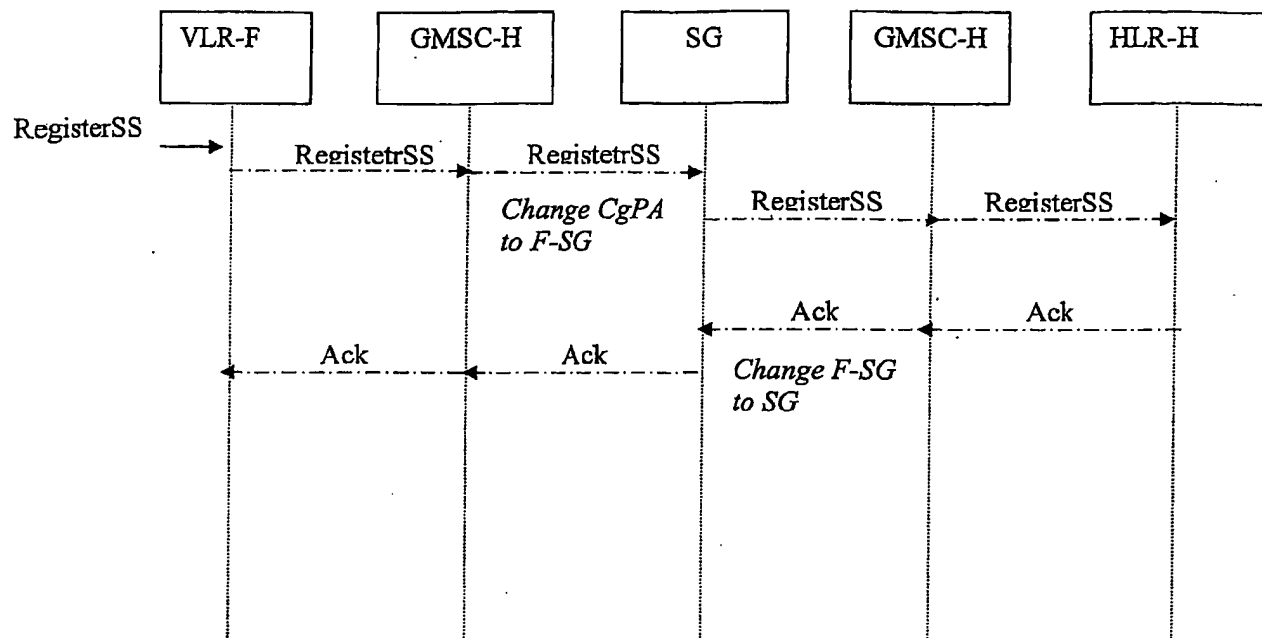 VLR-F
GMSC-H
SG
GMSC-H
HLR-H
RegisterSS
RegistetrSS
RegistetrSS
Change CgPA
to F-SG
RegisterSS
RegisterSS
Ack
Ack
Ack
Ack
Change F-SG
to SG